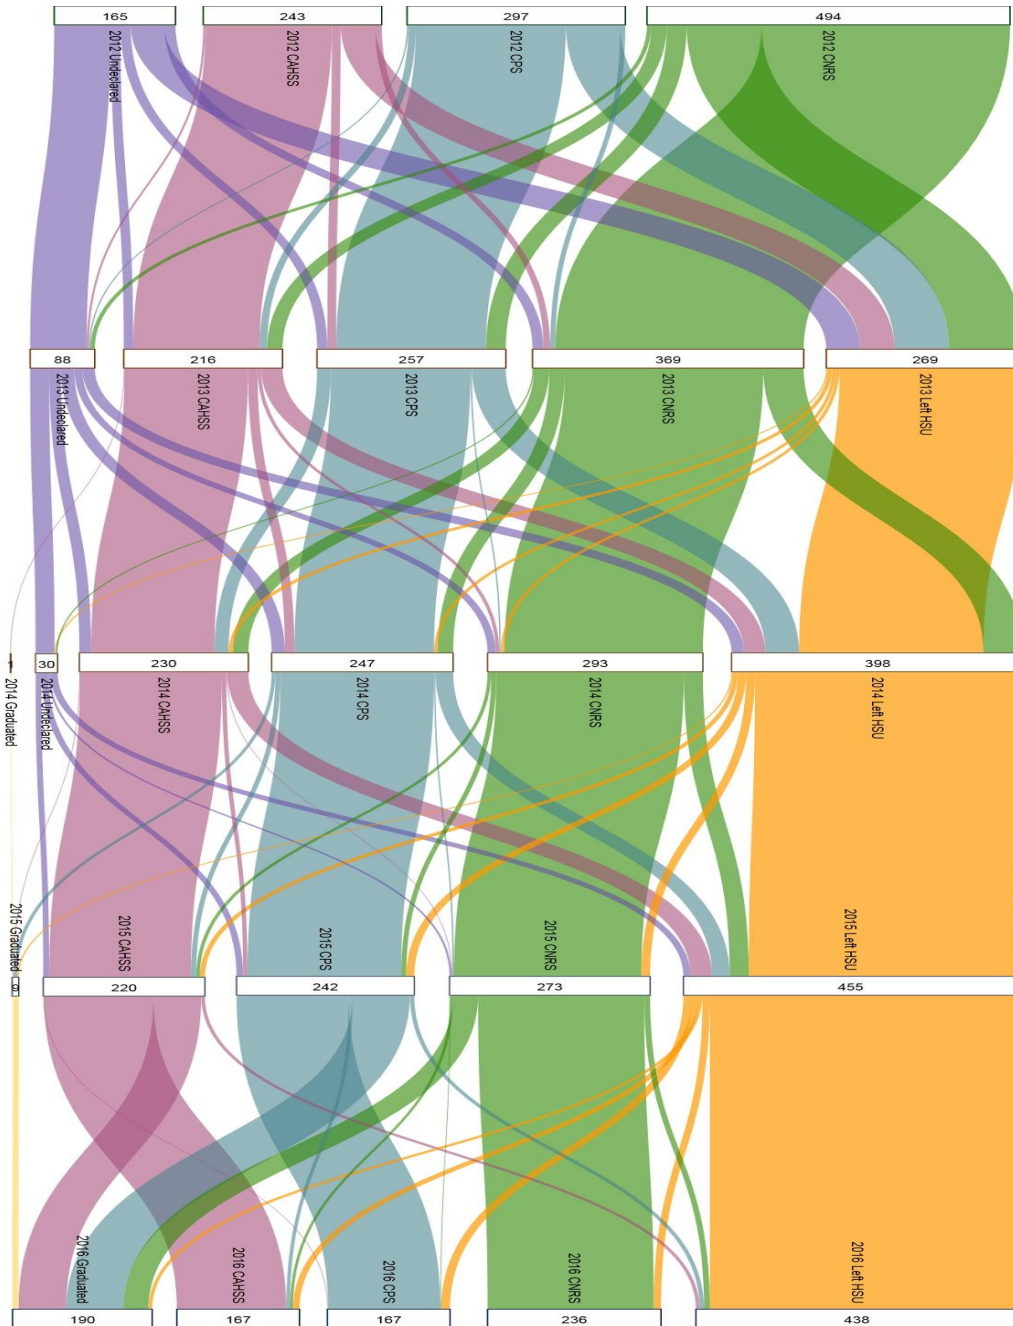 165 243 297 494
2012 Undeclared
2012 CAHSS
2012 CPS
2012 CNRS
88 216 257 369 269
2013 Undeclared
2013 CAHSS
2013 CPS
2013 CNRS
2013 Left HSU
1 30 230 247 293 398
2014 Graduated
2014 Undeclared
2014 CAHSS
2014 CPS
2014 CNRS
2014 Left HSU
2015 Graduated
2015 CAHSS
2015 CPS
2015 CNRS
2015 Left HSU
9 220 242 273 455
2016 Graduated
2016 CAHSS
2016 CPS
2016 CNRS
2016 Left HSU
190 167 167 236 438